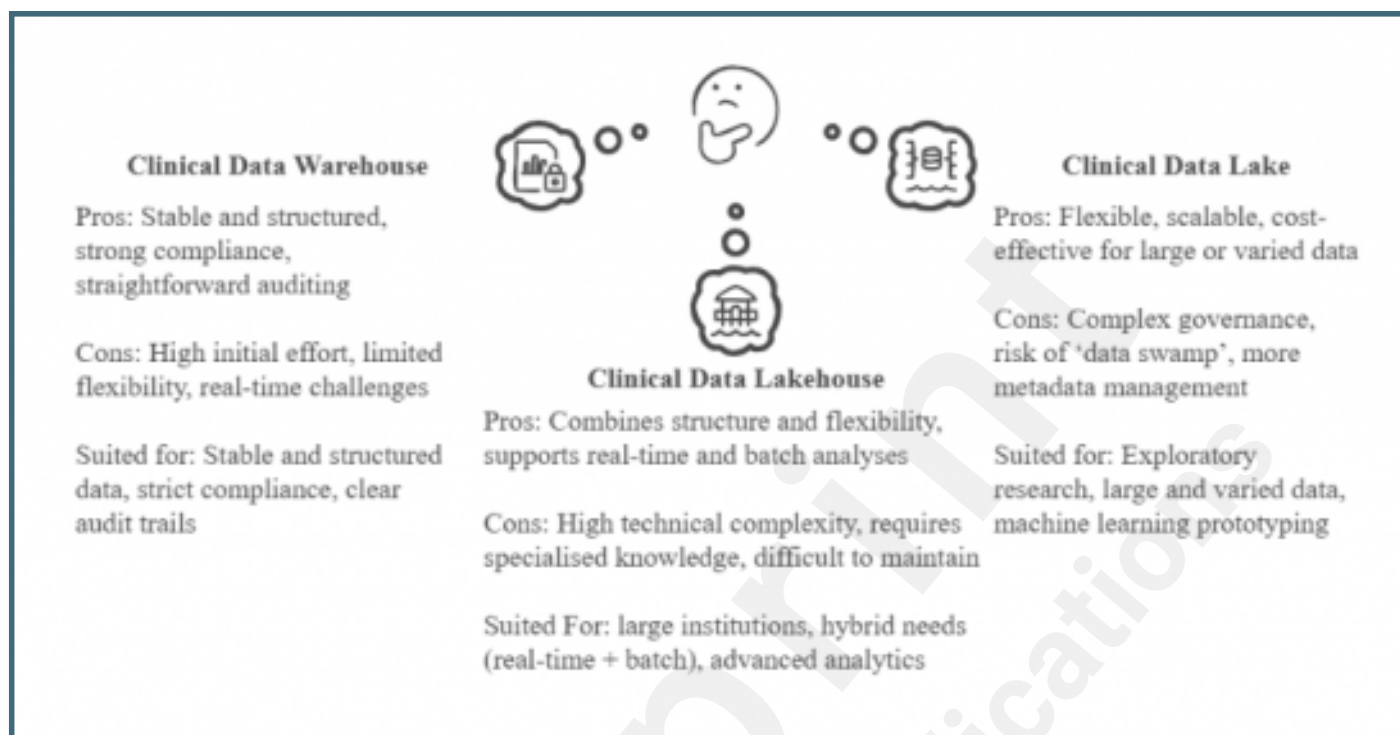 Clinical Data Warehouse
Pros: Stable and structured,
strong compliance,
straightforward auditing
Cons: High initial effort, limited
flexibility, real-time challenges
Suited for: Stable and structured
data, strict compliance, clear
audit trails
Clinical Data Lakehouse
Pros: Combines structure and flexibility,
supports real-time and batch analyses
Cons: High technical complexity, requires
specialised knowledge, difficult to maintain
Suited For: large institutions, hybrid needs
(real-time + batch), advanced analytics
Clinical Data Lake
Pros: Flexible, scalable, cost-
effective for large or varied data
Cons: Complex governance,
risk of ‘data swamp’, more
metadata management
Suited for: Exploratory
research, large and varied data,
machine learning prototyping
print
lications